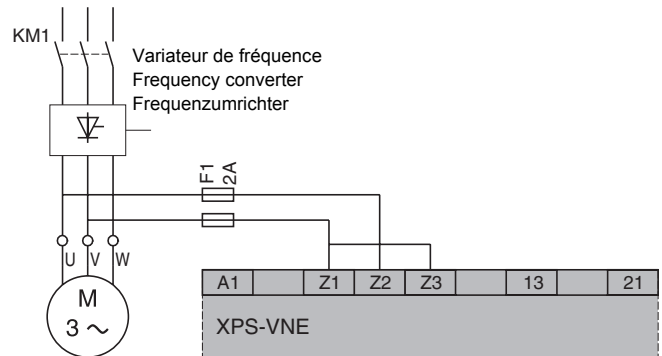 KM1
Variateur de fréquence
Frequency converter
Frequenzumrichter
F1
2A
U V W
M
3 ~
A1 Z1 Z2 Z3 13 21
XPS-VNE